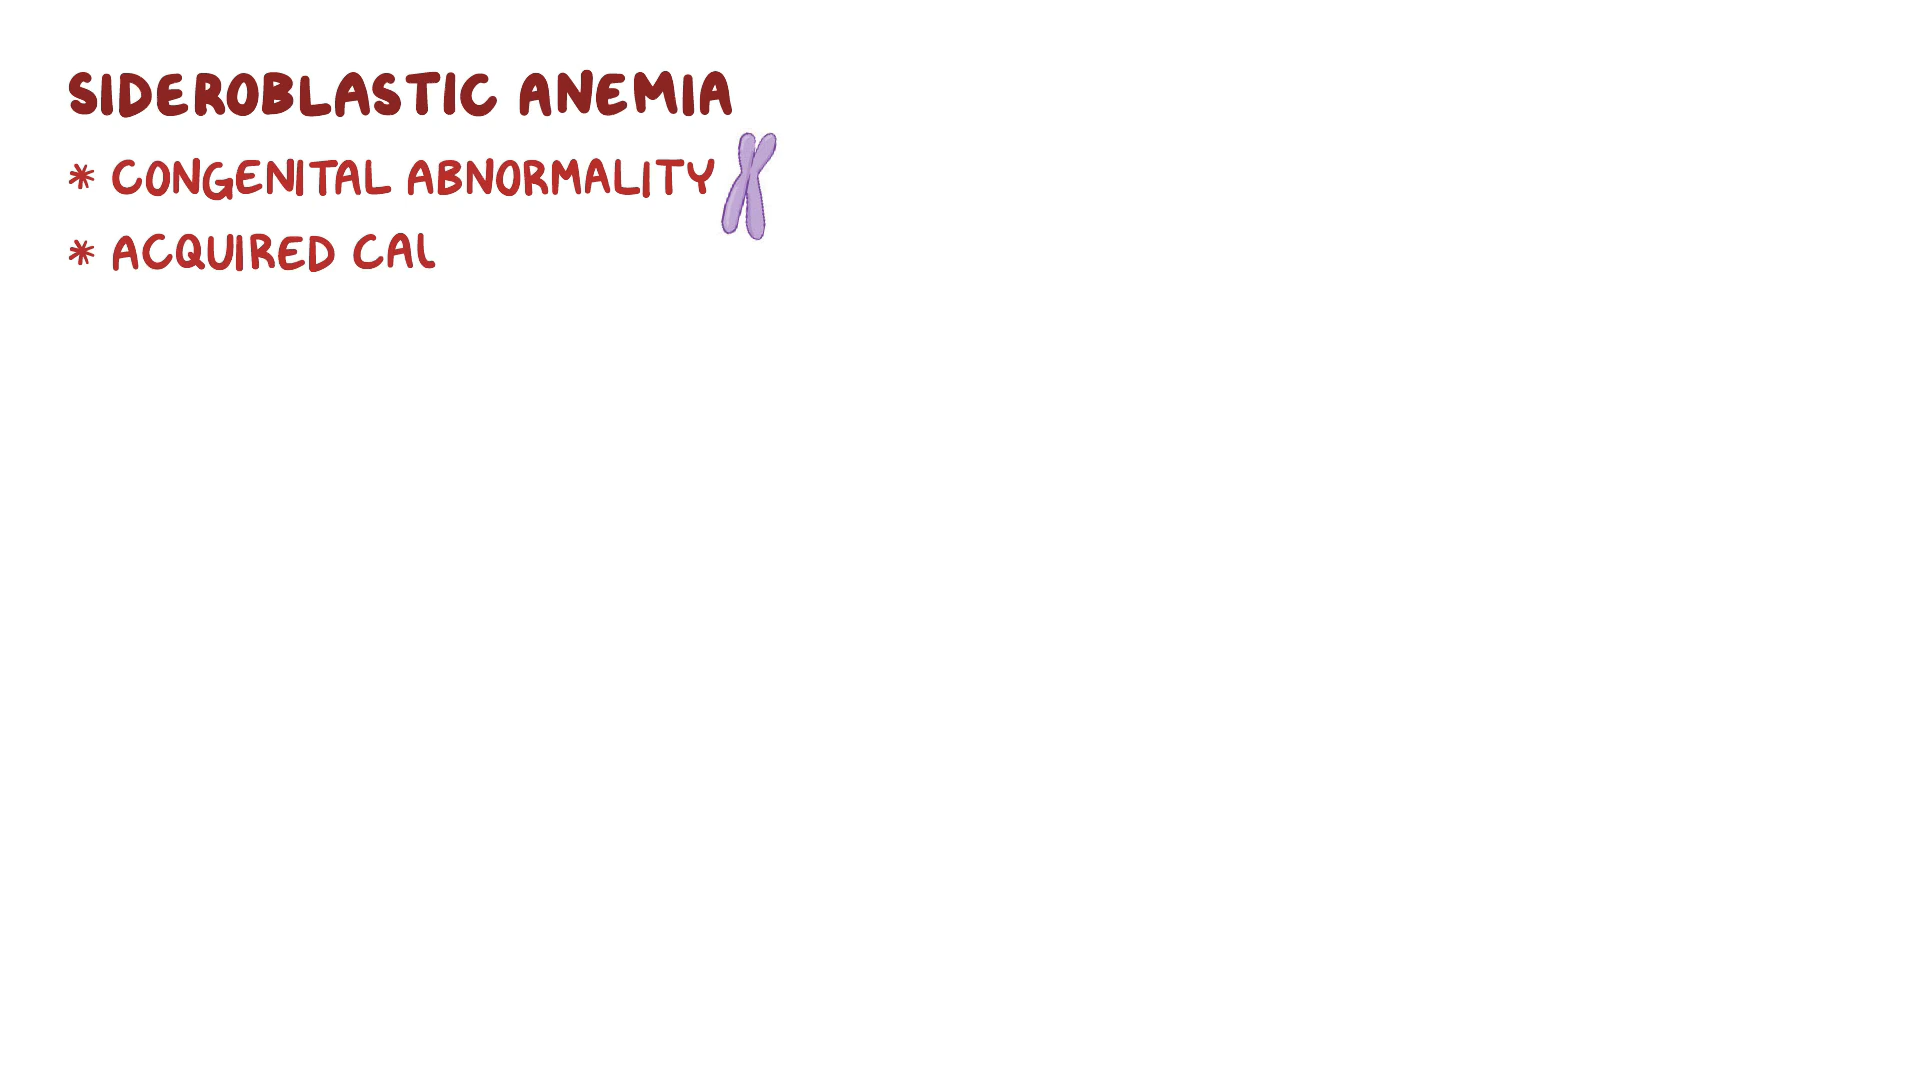 SIDEROBLASTIC ANEMIA
* CONGENITAL ABNORMALITY
* ACQUIRED CAL